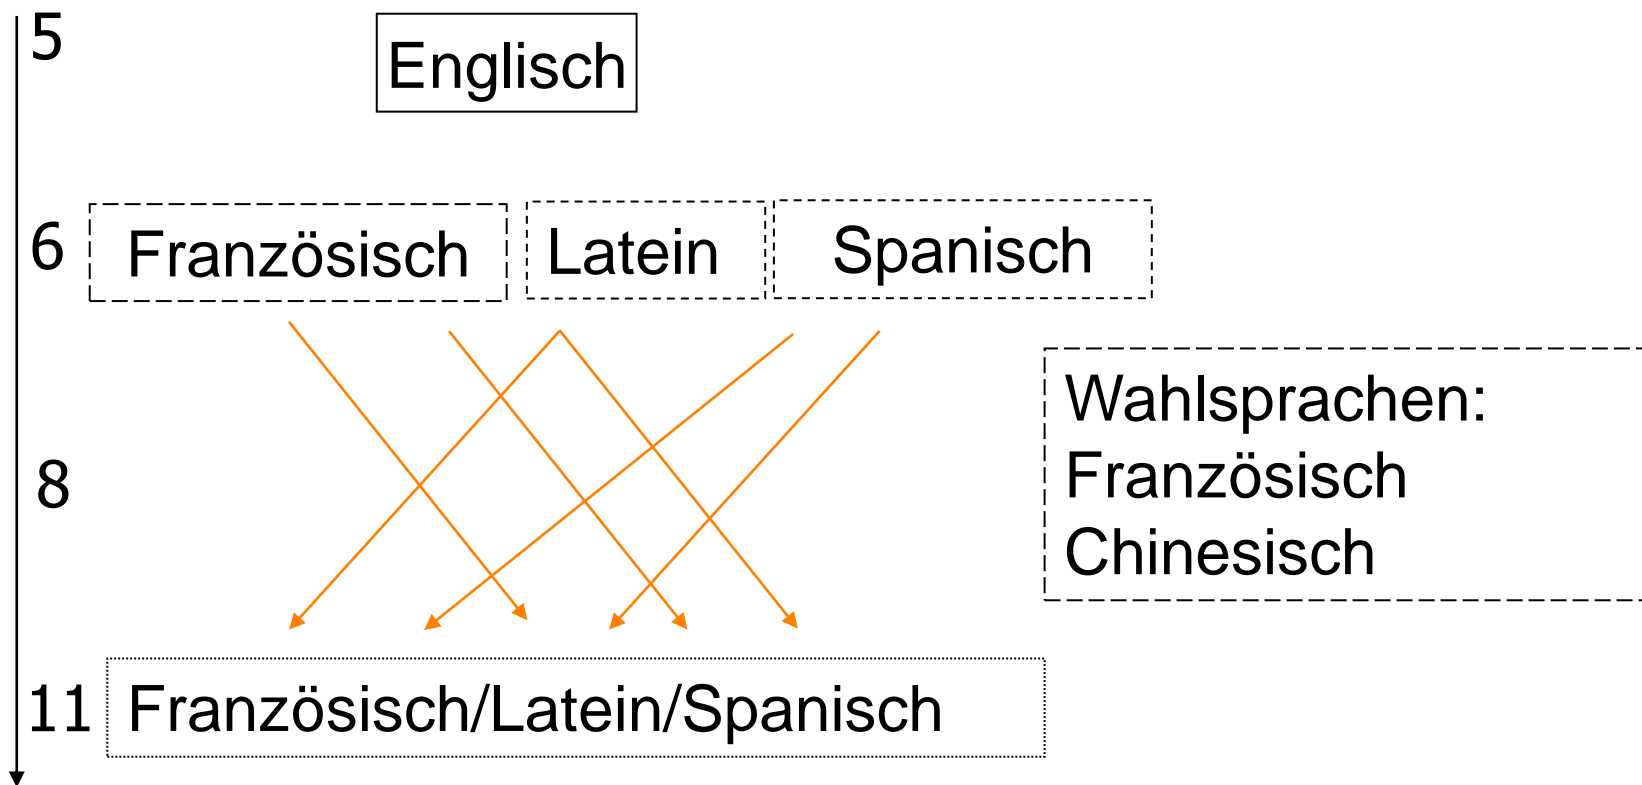 5
Englisch
6
Französisch
Latein
Spanisch
Wahlsprachen:
Französisch
Chinesisch
8
11
Französisch/Latein/Spanisch